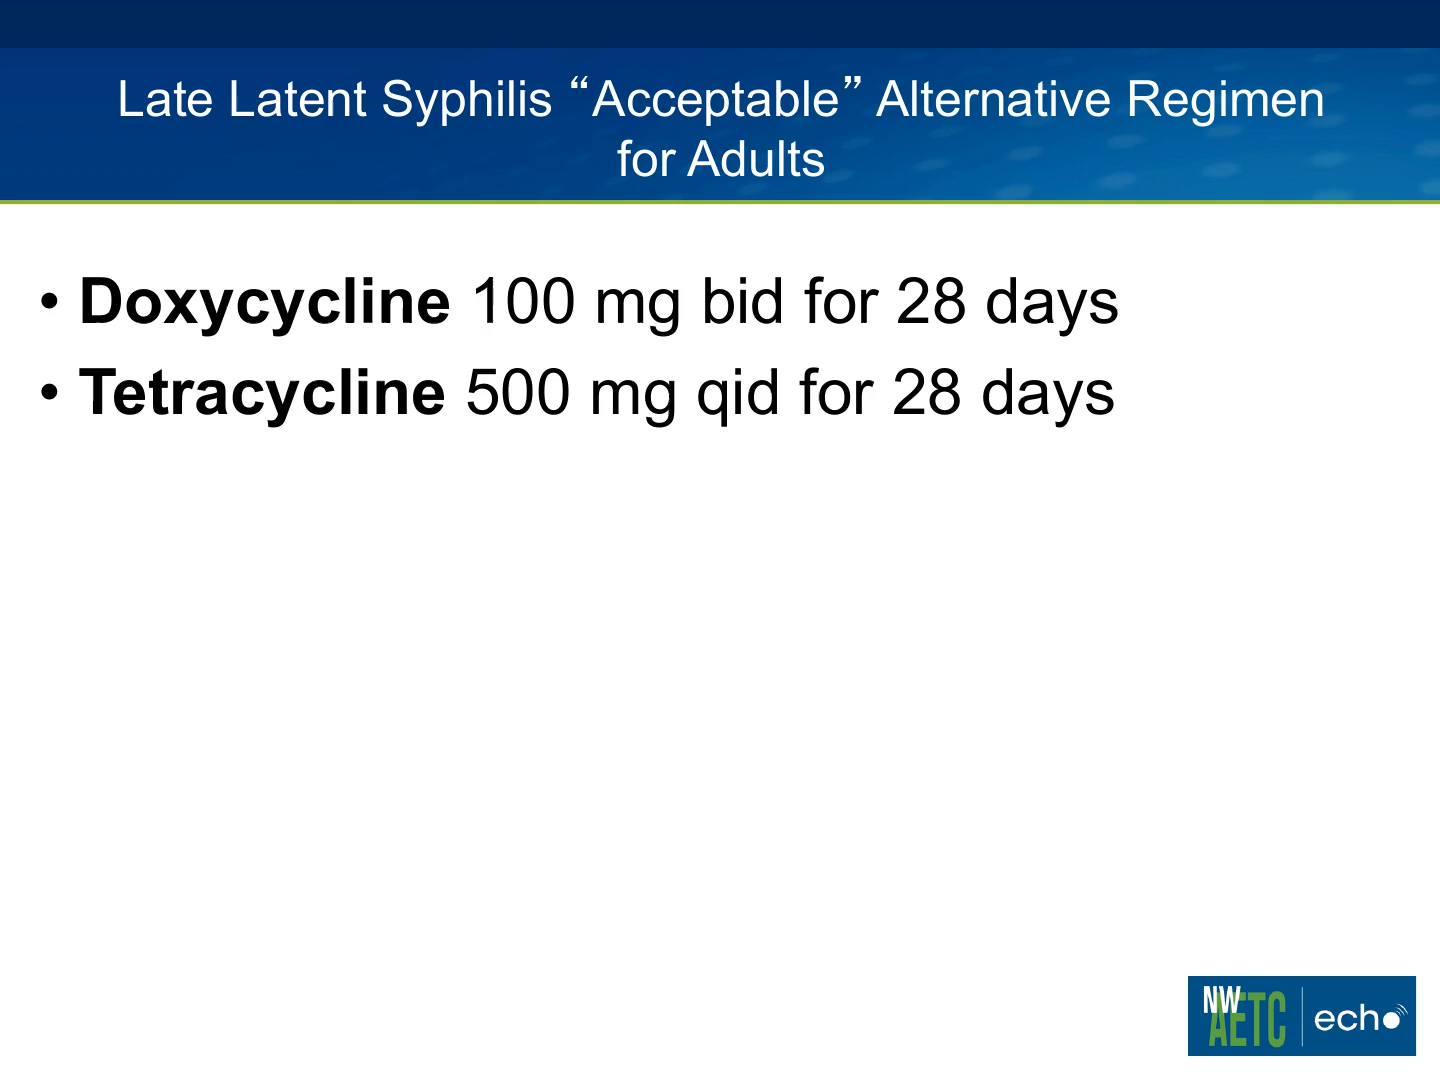 Late Latent Syphilis “Acceptable” Alternative Regimen
for Adults
• Doxycycline 100 mg bid for 28 days
• Tetracycline 500 mg qid for 28 days
NW
AETC
echo